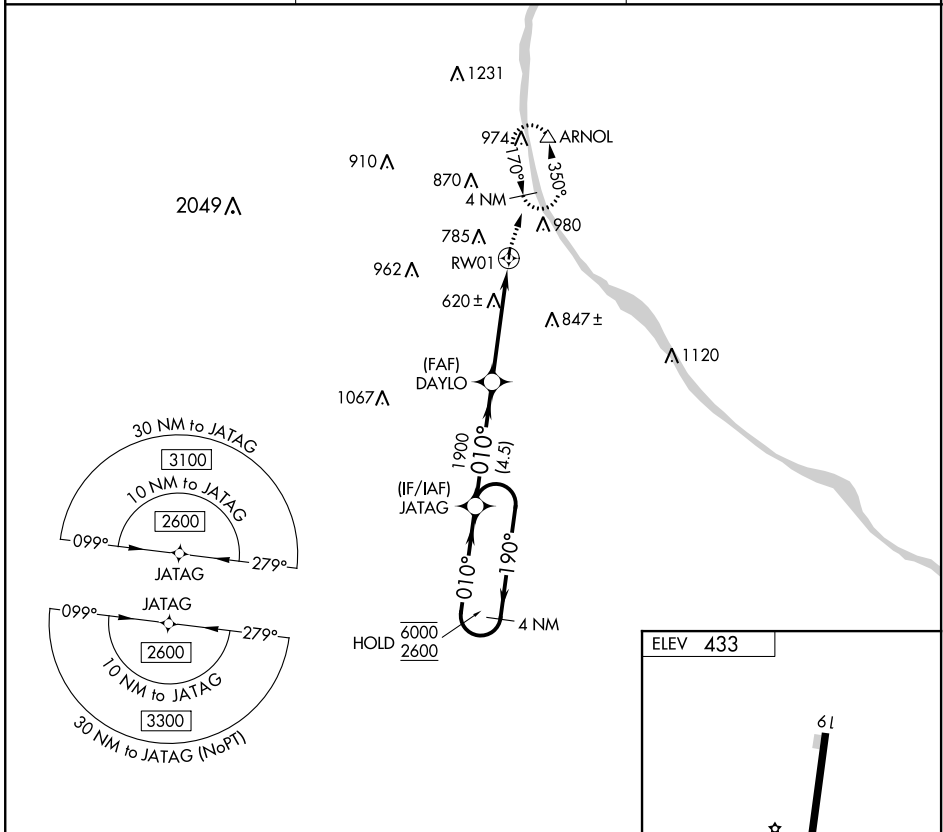 1231
974
ARNOL
910
170°
350°
870
4 NM
2049
980
785
RW01
962
620 ±
847 ±
1120
(FAF)
DAYLO
1067
1900
010°
(4.5)
(IF/IAF)
JATAG
010°
190°
HOLD
6000
2600
4 NM
30 NM to JATAG
3100
10 NM to JATAG
2600
099°
279°
JATAG
JATAG
099°
279°
2600
10 NM to JATAG
3300
30 NM to JATAG (NoPT)
ELEV 433
19